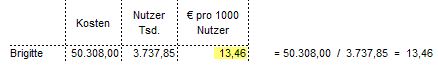 Kosten Nutzer Tsd. € pro 1000 Nutzer
Brigitte 50.308,00 3.737,85 13,46 = 50.308,00 / 3.737,85 = 13,46